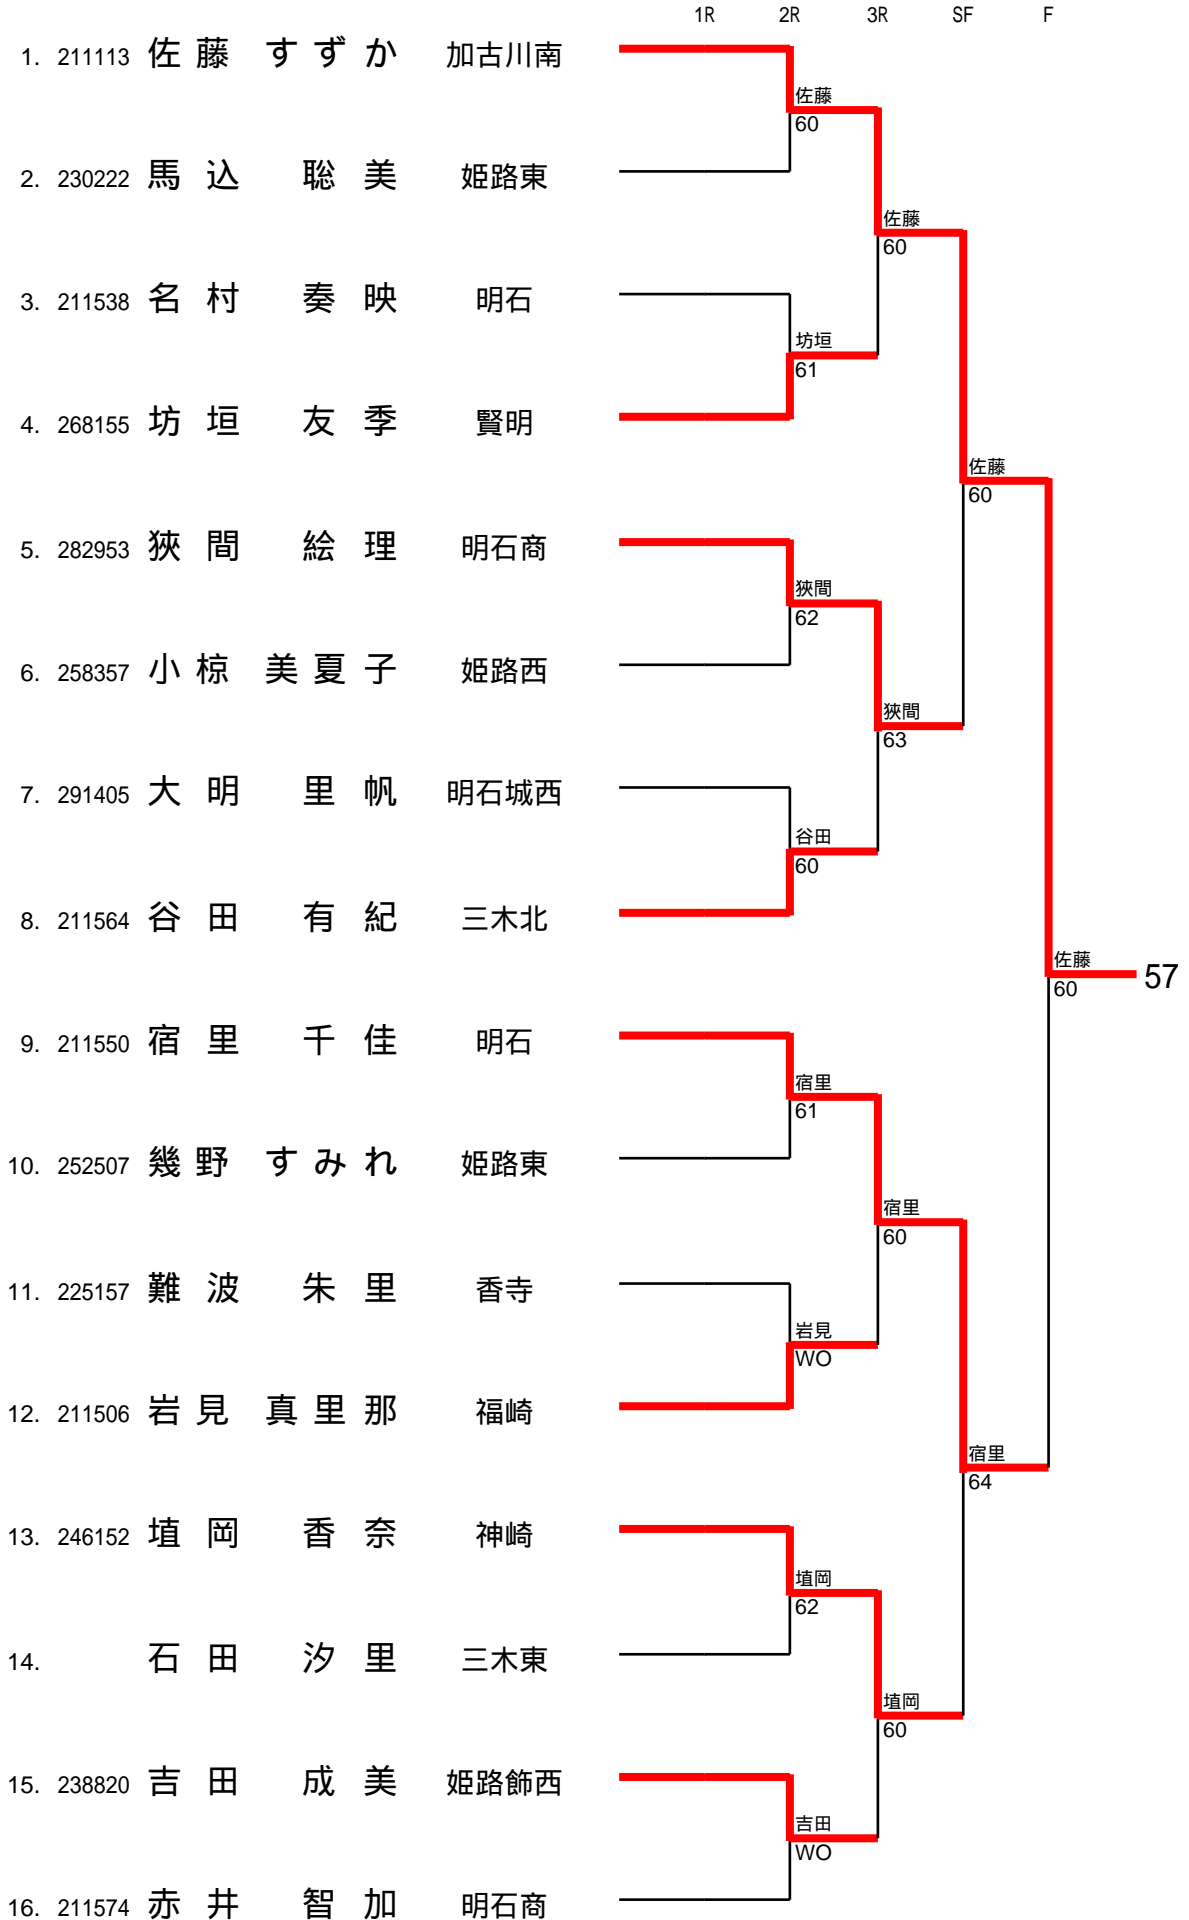 1R 2R 3R SF F
1. 211113 佐藤 すずか 加古川南
佐藤
60
2. 230222 馬込 聡美 姫路東
佐藤
60
3. 211538 名村 奏映 明石
坊垣
61
4. 268155 坊垣 友季 賢明
佐藤
60
5. 282953 狹間 絵理 明石商
狹間
62
6. 258357 小椋 美夏子 姫路西
狹間
63
7. 291405 大明 里帆 明石城西
谷田
60
8. 211564 谷田 有紀 三木北
佐藤
60
57
9. 211550 宿里 千佳 明石
宿里
61
10. 252507 幾野 すみれ 姫路東
宿里
60
11. 225157 難波 朱里 香寺
岩見
WO
12. 211506 岩見 真里那 福崎
宿里
64
13. 246152 埴岡 香奈 神崎
埴岡
62
14. 石田 汐里 三木東
埴岡
60
15. 238820 吉田 成美 姫路飾西
吉田
WO
16. 211574 赤井 智加 明石商